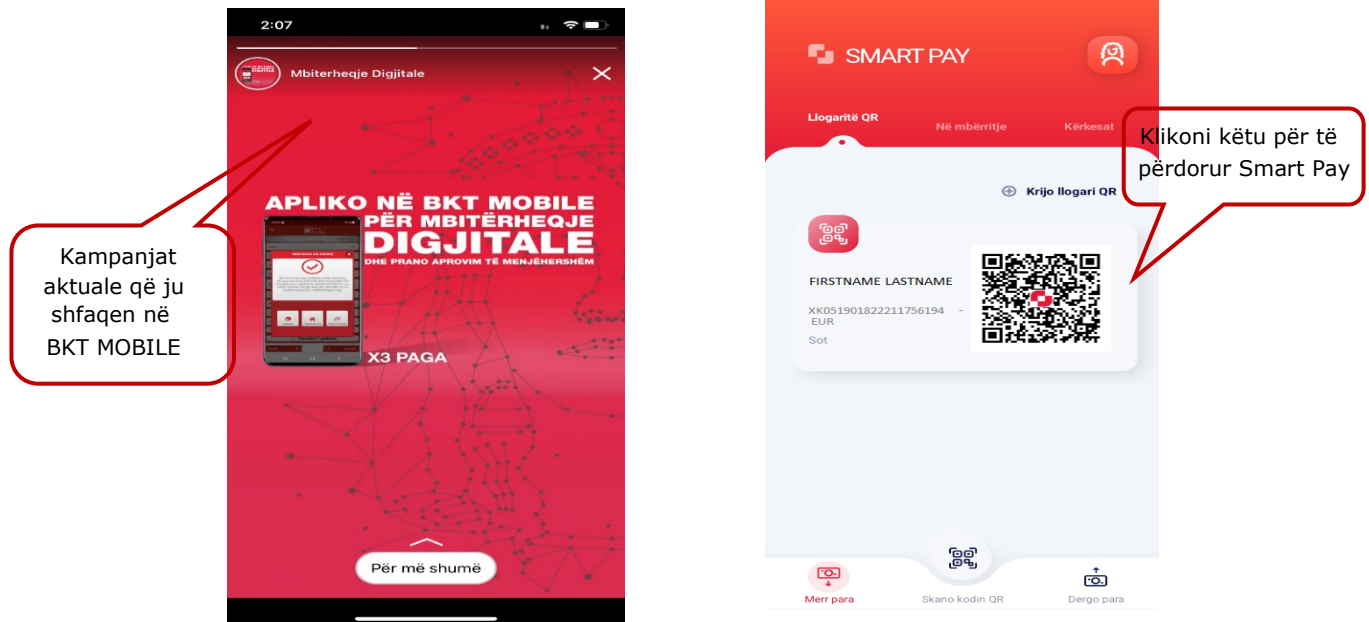 2:07
Mbiterheqje Digjitale
APLIKO NË BKT MOBILE
PËR MBITËRHEQJE
DIGJITALE
DHE PRANO APROVIM TË MENJËHERSHËM
X3 PAGA
Për më shumë
Kampanjat
aktuale që ju
shfaqen në
BKT MOBILE
SMART PAY
Llogaritë QR
Në mbërritje
Kërkesat
Klikoni këtu për të
përdorur Smart Pay
Krijo llogari QR
FIRSTNAME LASTNAME
XK051901822211756194 -
EUR
Sot
Merr para
Skano kodin QR
Dergo para